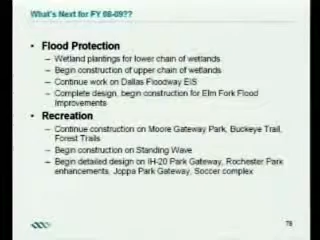 What's Next for FY 08-09??
• Flood Protection
– Wetland plantings for lower chain of wetlands
– Begin construction of upper chain of wetlands
– Continue work on Dallas Floodway EIS
– Complete design, begin construction for Elm Fork Flood
Improvements
• Recreation
– Continue construction on Moore Gateway Park, Buckeye Trail,
Forest Trails
– Begin construction on Standing Wave
– Begin detailed design on IH-20 Park Gateway, Rochester Park
enhancements, Joppa Park Gateway, Soccer complex
78